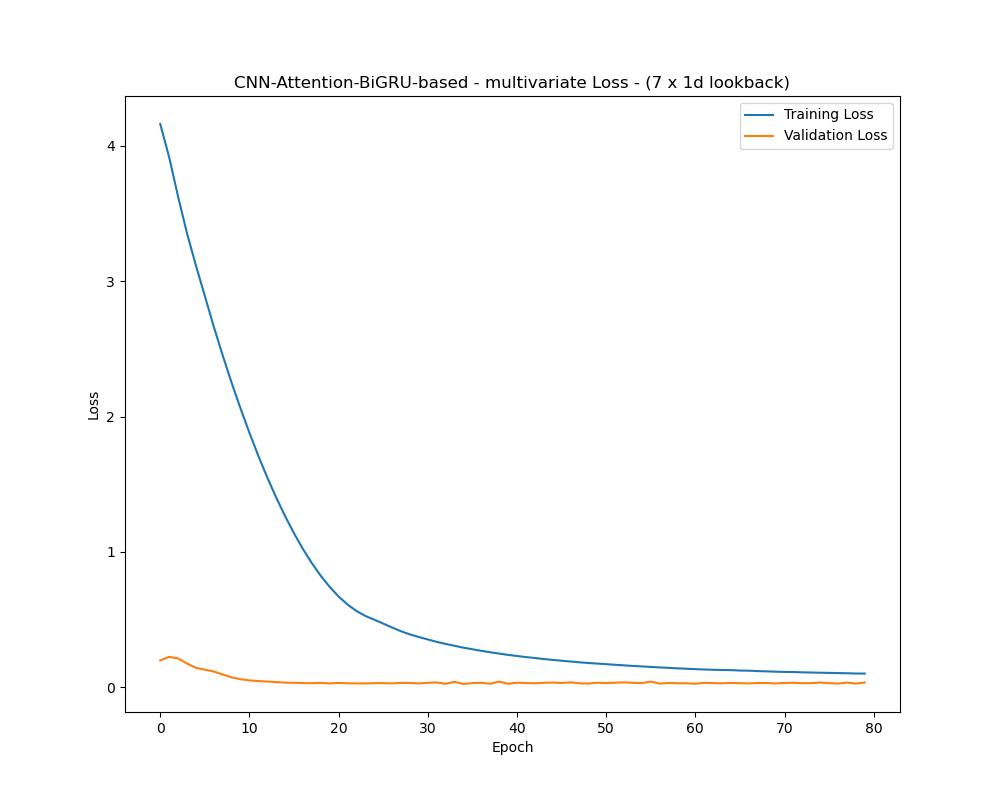 CNN-Attention-BiGRU-based - multivariate Loss - (7 x 1d lookback)
Training Loss
Validation Loss
4
3
2
1
0
Loss
0 10 20 30 40 50 60 70 80
Epoch